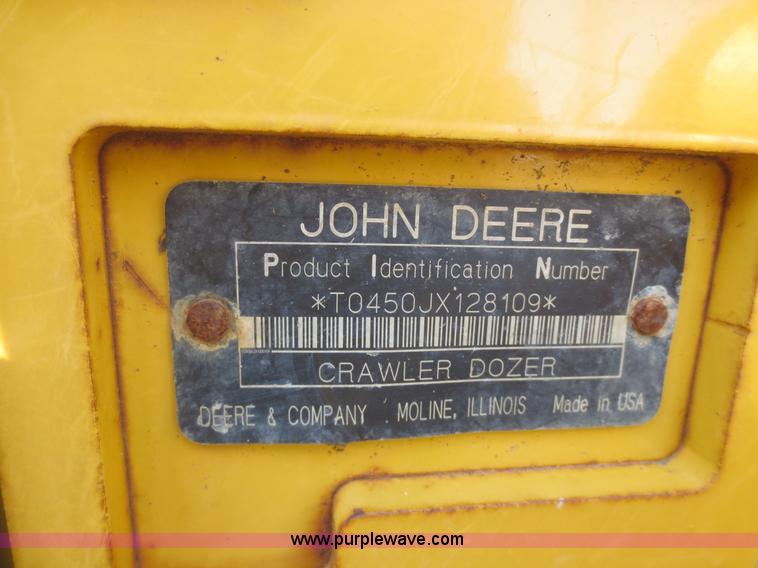 JOHN DEERE
Product Identification Number
*T0450JX128109*
CRAWLER DOZER
DEERE & COMPANY MOLINE, ILLINOIS Made in USA
www.purplewave.com